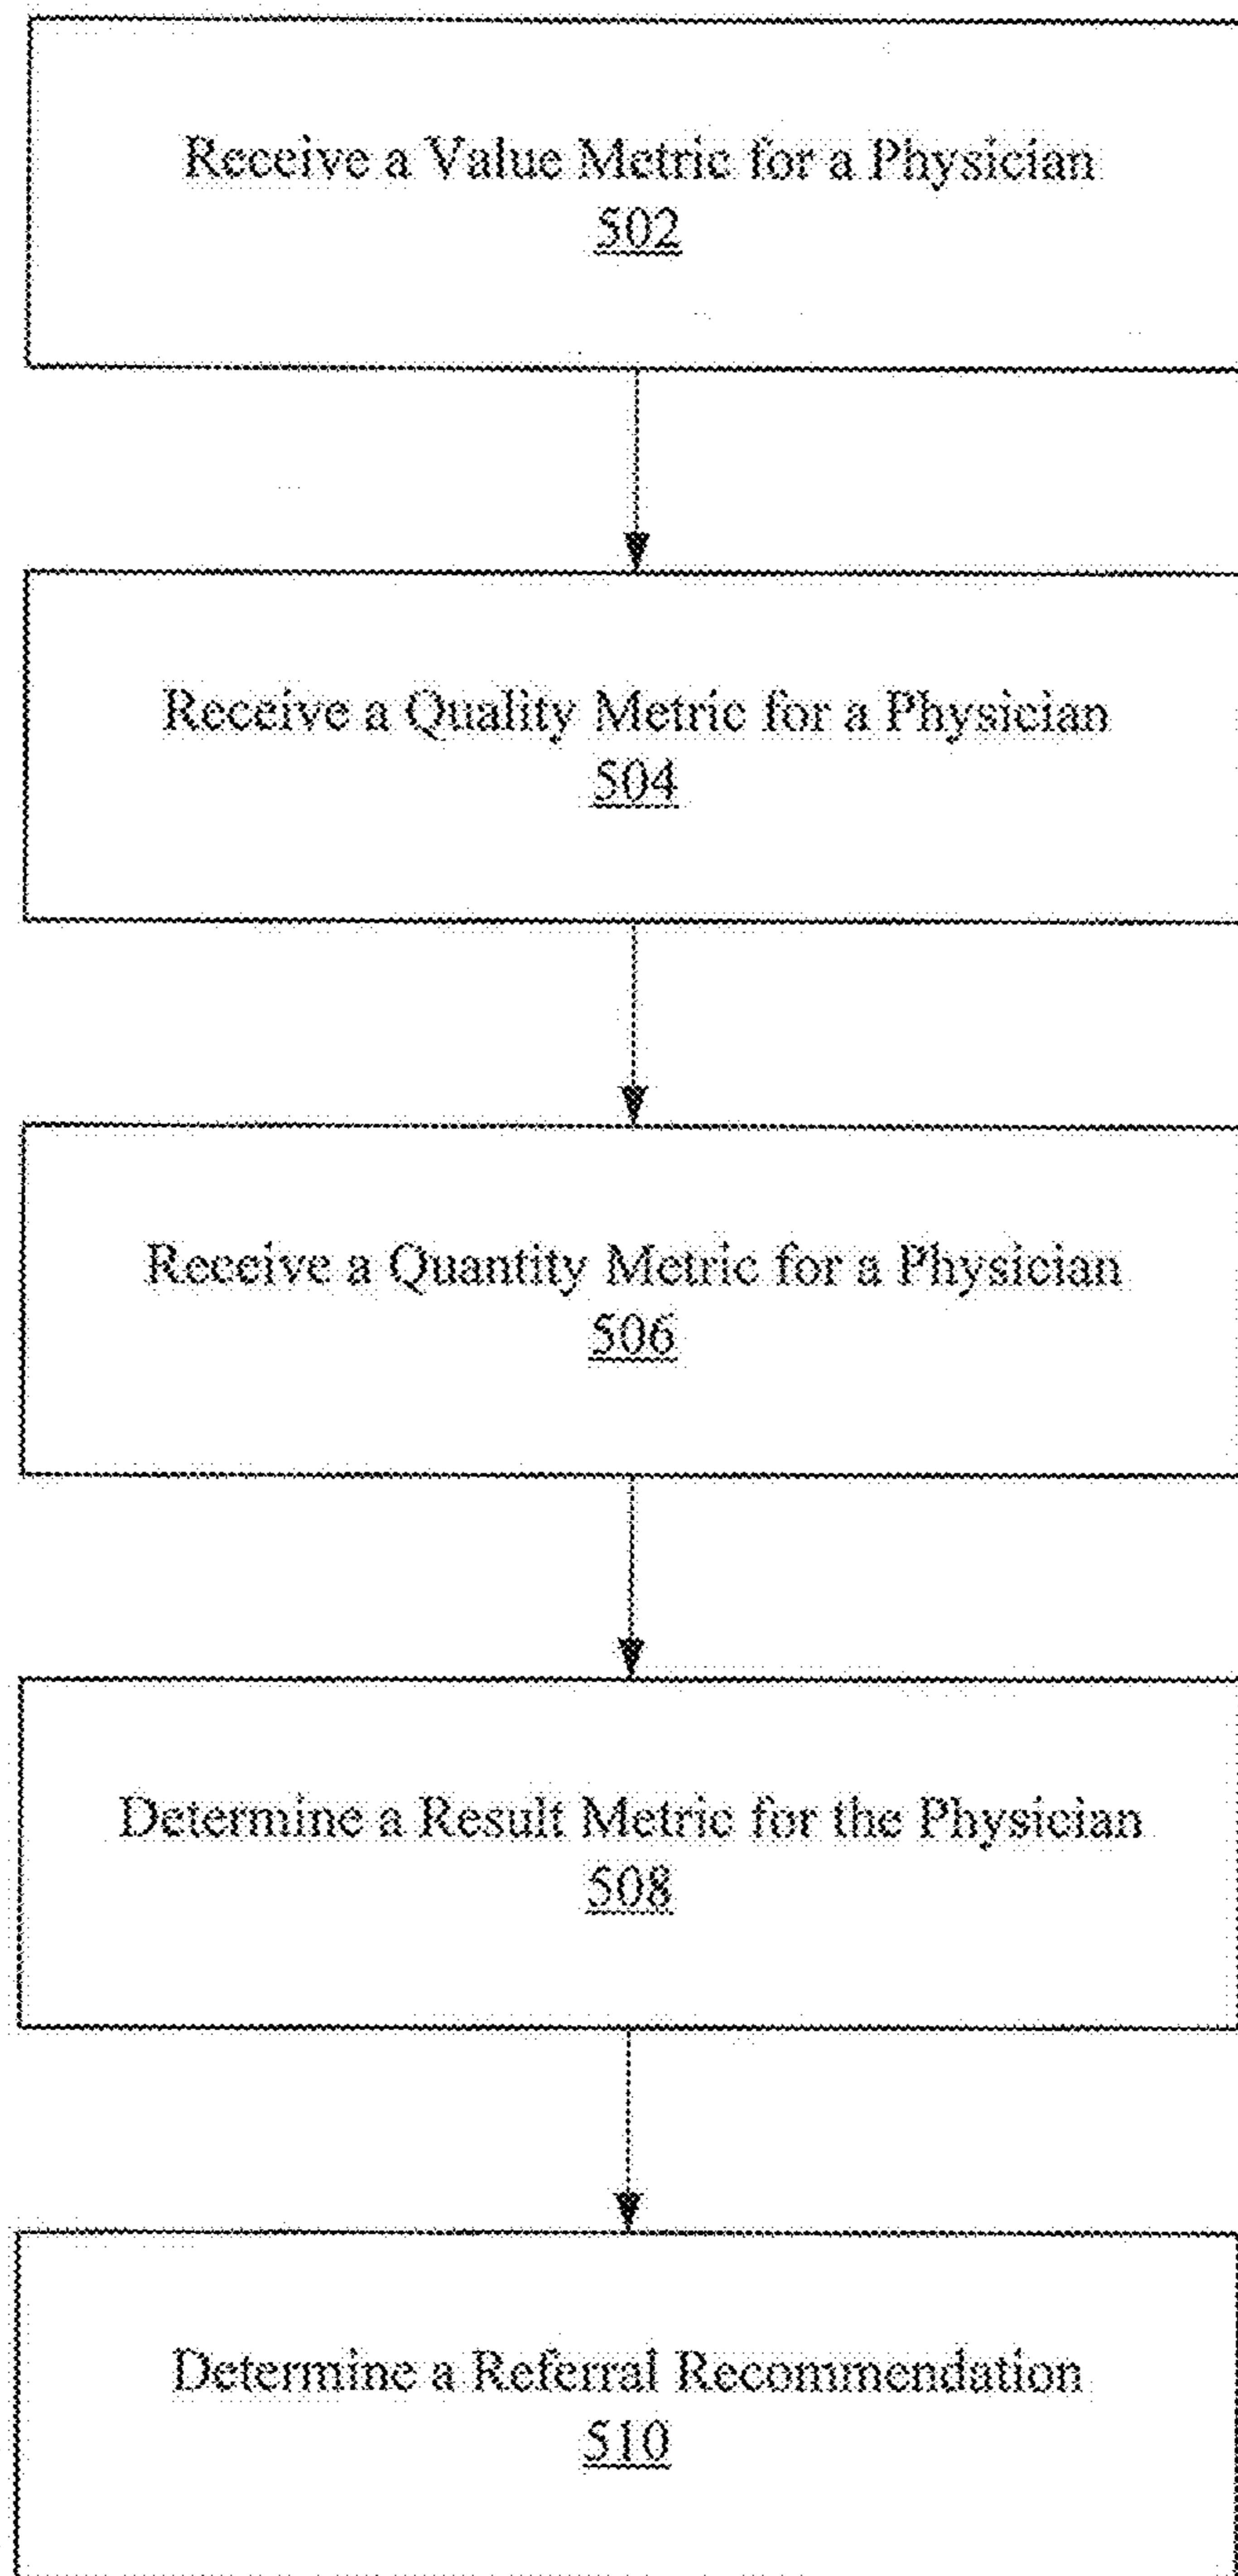 Receive a Value Metric for a Physician
502
Receive a Quality Metric for a Physician
504
Receive a Quantity Metric for a Physician
506
Determine a Result Metric for the Physician
508
Determine a Referral Recommendation
510